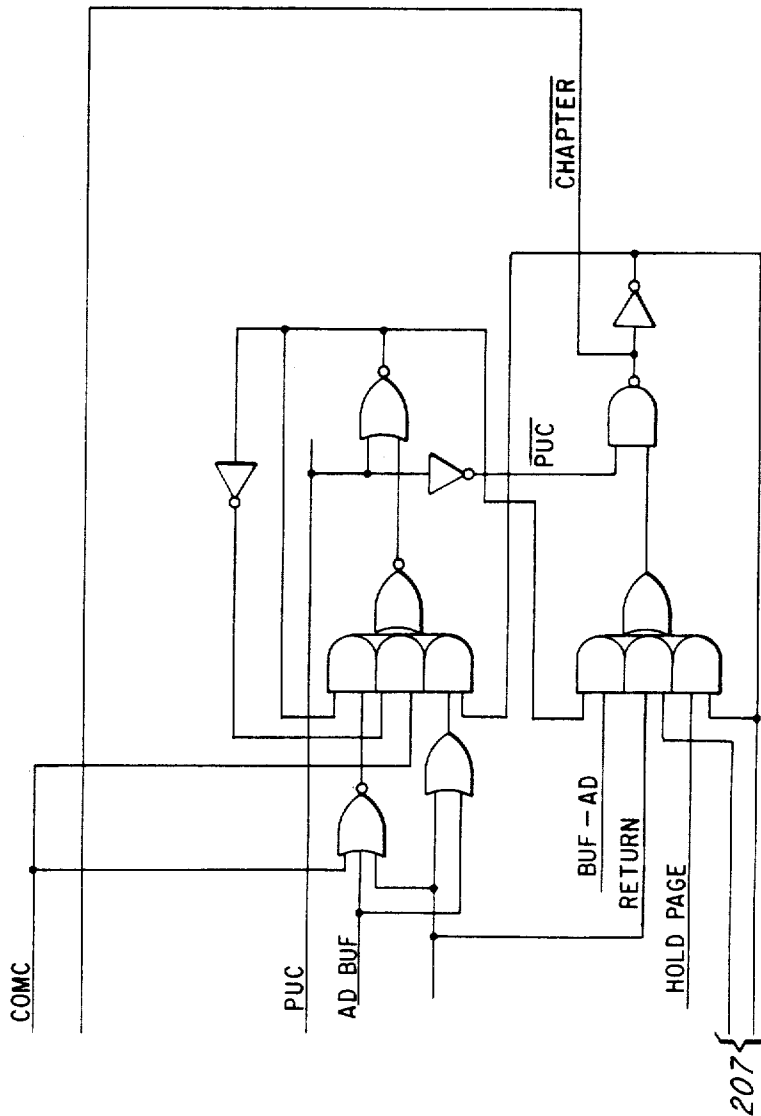 COMC
CHAPTER
PUC
PUC
AD BUF
BUF-AD
RETURN
HOLD PAGE
207